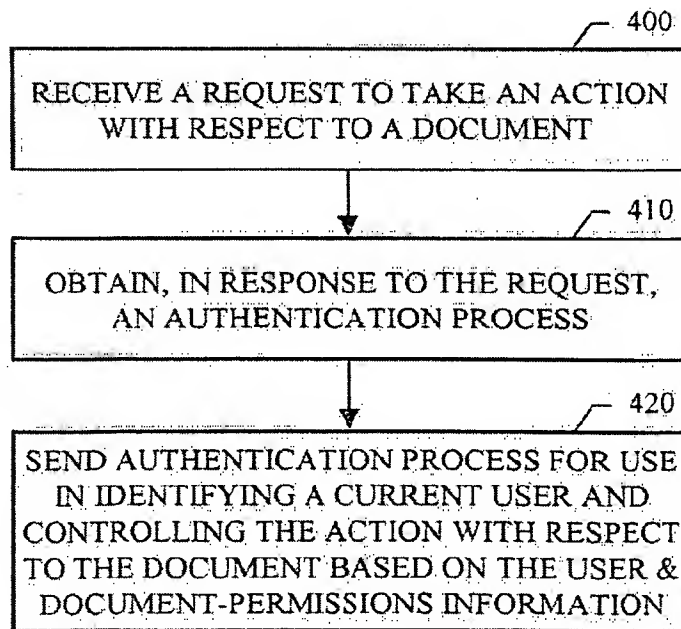 400
RECEIVE A REQUEST TO TAKE AN ACTION
WITH RESPECT TO A DOCUMENT
410
OBTAIN, IN RESPONSE TO THE REQUEST,
AN AUTHENTICATION PROCESS
420
SEND AUTHENTICATION PROCESS FOR USE
IN IDENTIFYING A CURRENT USER AND
CONTROLLING THE ACTION WITH RESPECT
TO THE DOCUMENT BASED ON THE USER &
DOCUMENT-PERMISSIONS INFORMATION